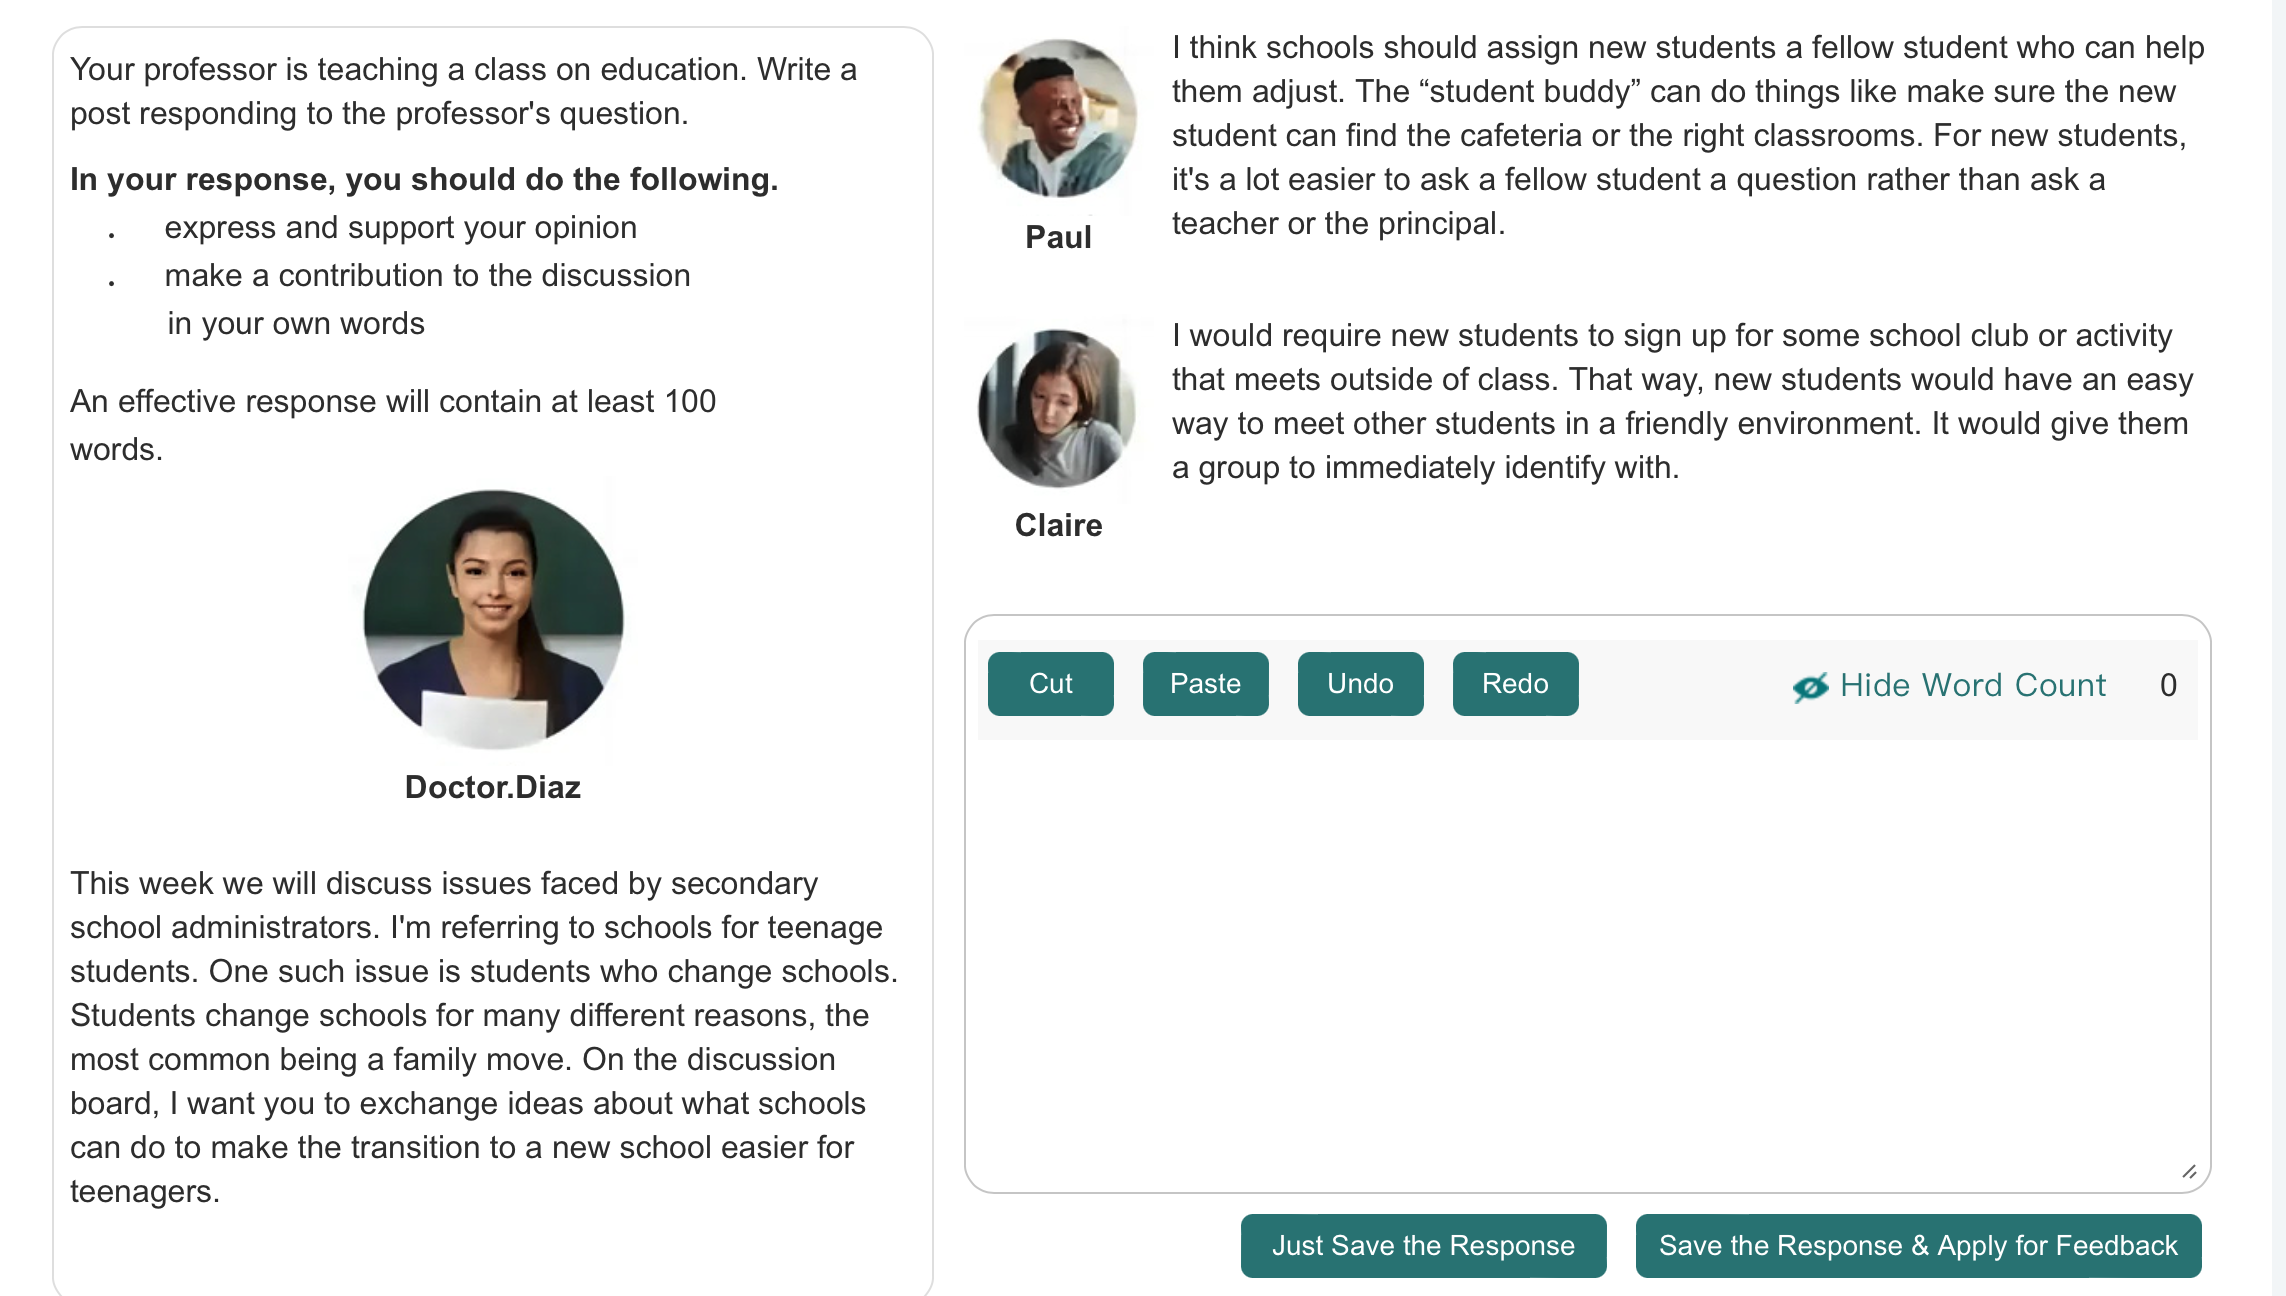 Your professor is teaching a class on education. Write a
post responding to the professor's question.
In your response, you should do the following.
. express and support your opinion
. make a contribution to the discussion
in your own words
An effective response will contain at least 100
words.
Doctor.Diaz
This week we will discuss issues faced by secondary
school administrators. I'm referring to schools for teenage
students. One such issue is students who change schools.
Students change schools for many different reasons, the
most common being a family move. On the discussion
board, I want you to exchange ideas about what schools
can do to make the transition to a new school easier for
teenagers.
I think schools should assign new students a fellow student who can help
them adjust. The “student buddy” can do things like make sure the new
student can find the cafeteria or the right classrooms. For new students,
it's a lot easier to ask a fellow student a question rather than ask a
teacher or the principal.
Paul
I would require new students to sign up for some school club or activity
that meets outside of class. That way, new students would have an easy
way to meet other students in a friendly environment. It would give them
a group to immediately identify with.
Claire
Cut Paste Undo Redo Hide Word Count 0
Just Save the Response Save the Response & Apply for Feedback